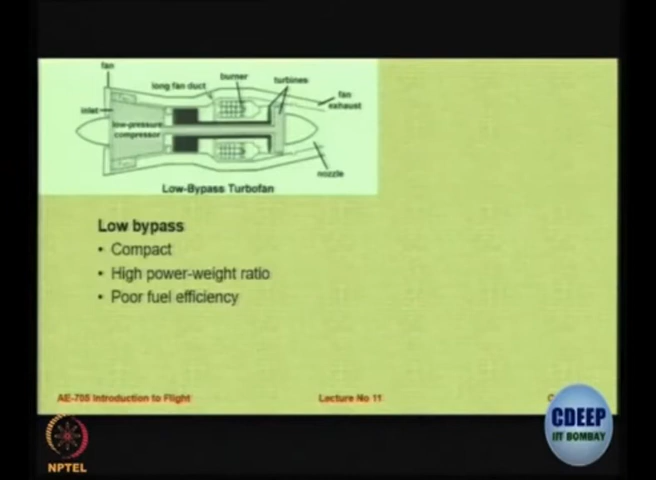 fan
burner
turbines
long fan duct
fan
exhaust
inlet
low-pressure
compressor
nozzle
Low-Bypass Turbofan
Low bypass
• Compact
• High power-weight ratio
• Poor fuel efficiency
AE-705 Introduction to Flight
Lecture No 11
C
CDEEP
IIT BOMBAY
NPTEL